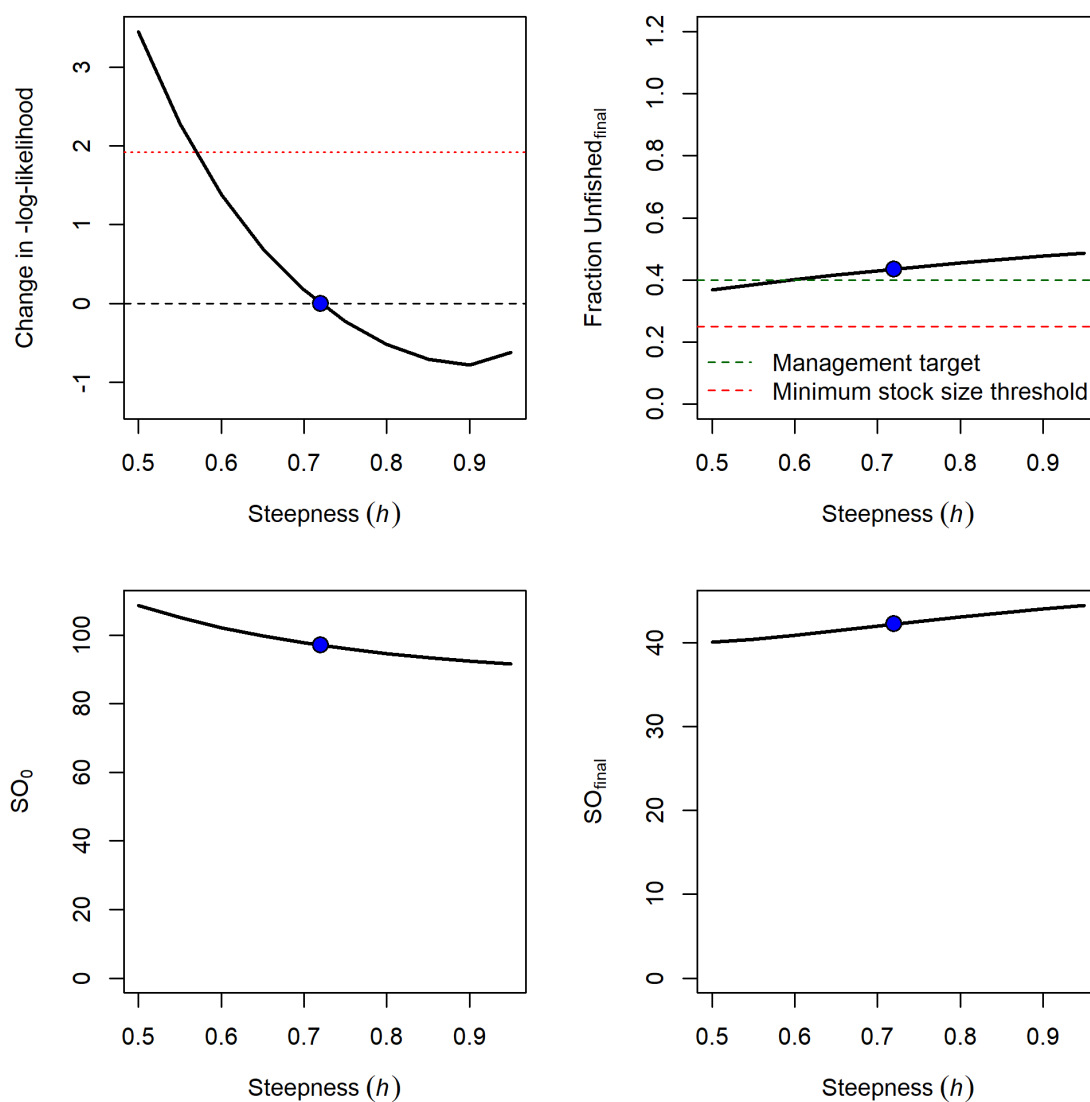 Change in -log-likelihood
3
2
1
0
-1
0.5 0.6 0.7 0.8 0.9
Steepness (h)
Fraction Unfished final
1.2
1.0
0.8
0.6
0.4
0.2
0.0
Management target
Minimum stock size threshold
0.5 0.6 0.7 0.8 0.9
Steepness (h)
SO0
100
80
60
40
20
0
0.5 0.6 0.7 0.8 0.9
Steepness (h)
SOfinal
40
30
20
10
0
0.5 0.6 0.7 0.8 0.9
Steepness (h)